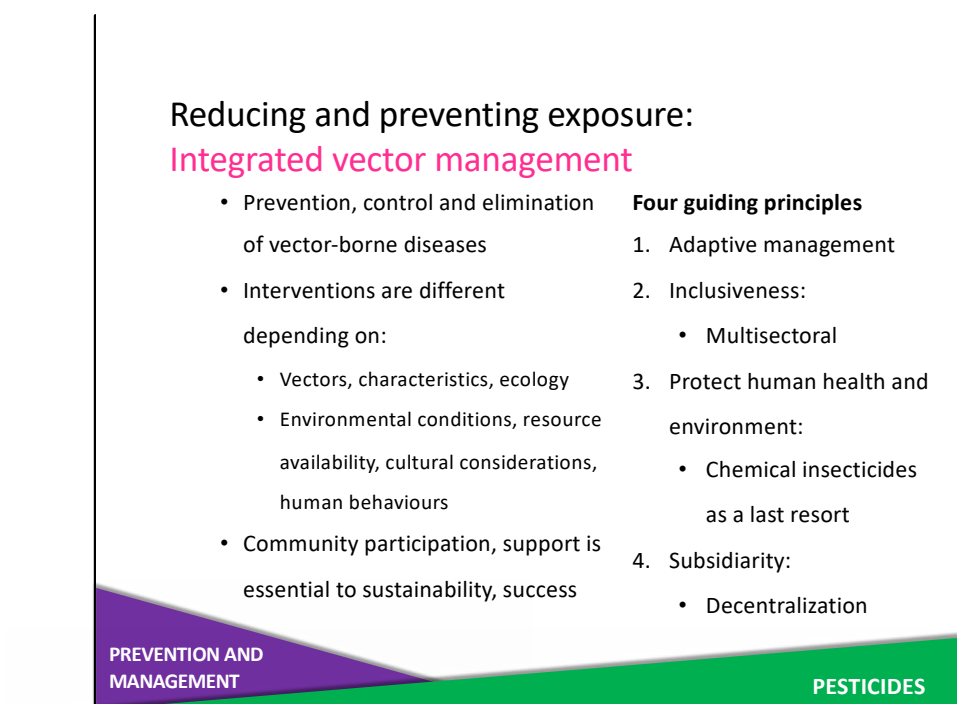 Reducing and preventing exposure:
Integrated vector management
• Prevention, control and elimination
of vector-borne diseases
• Interventions are different
depending on:
• Vectors, characteristics, ecology
• Environmental conditions, resource
availability, cultural considerations,
human behaviours
• Community participation, support is
essential to sustainability, success
Four guiding principles
1. Adaptive management
2. Inclusiveness:
• Multisectoral
3. Protect human health and
environment:
• Chemical insecticides
as a last resort
4. Subsidiarity:
• Decentralization
PREVENTION AND
MANAGEMENT
PESTICIDES